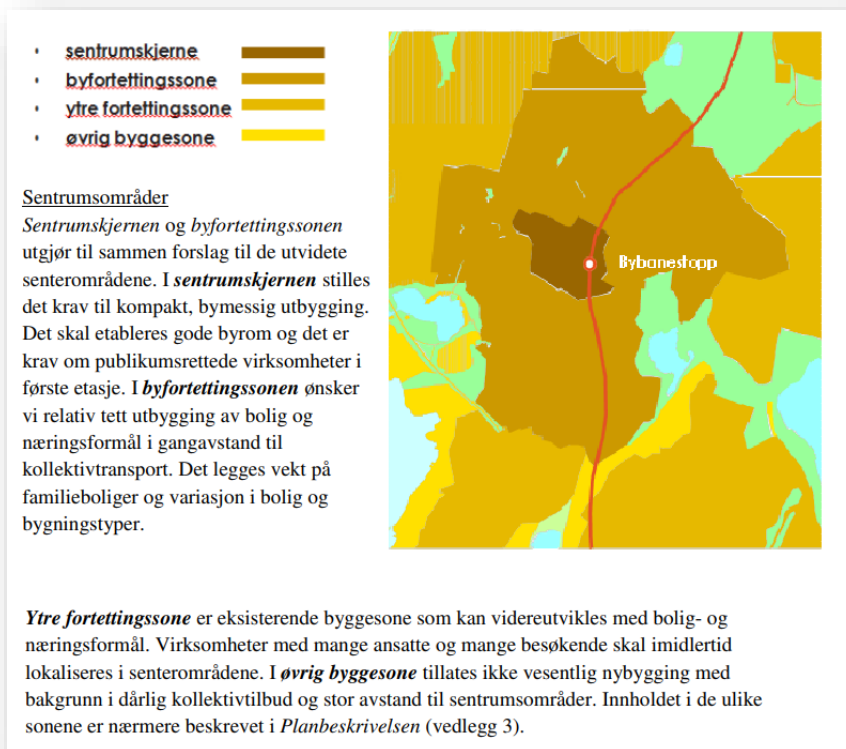 • sentrumskjerne
• byfortettingssone
• ytre fortettingssone
• øvrig byggesone
Sentrumsområder
Sentrumskjernen og byfortettingssonen
utgjør til sammen forslag til de utvidete
senterområdene. I sentrumskjernen stilles
det krav til kompakt, bymessig utbygging.
Det skal etableres gode byrom og det er
krav om publikumsrettede virksomheter i
første etasje. I byfortettingssonen ønsker
vi relativ tett utbygging av bolig og
næringsformål i gangavstand til
kollektivtransport. Det legges vekt på
familieboliger og variasjon i bolig og
bygningstyper.
Bybanestopp
Ytre fortettingssone er eksisterende byggesone som kan videreutvikles med bolig- og
næringsformål. Virksomheter med mange ansatte og mange besøkende skal imidlertid
lokaliseres i senterområdene. I øvrig byggesone tillates ikke vesentlig nybygging med
bakgrunn i dårlig kollektivtilbud og stor avstand til sentrumsområder. Innholdet i de ulike
sonene er nærmere beskrevet i Planbeskrivelsen (vedlegg 3).